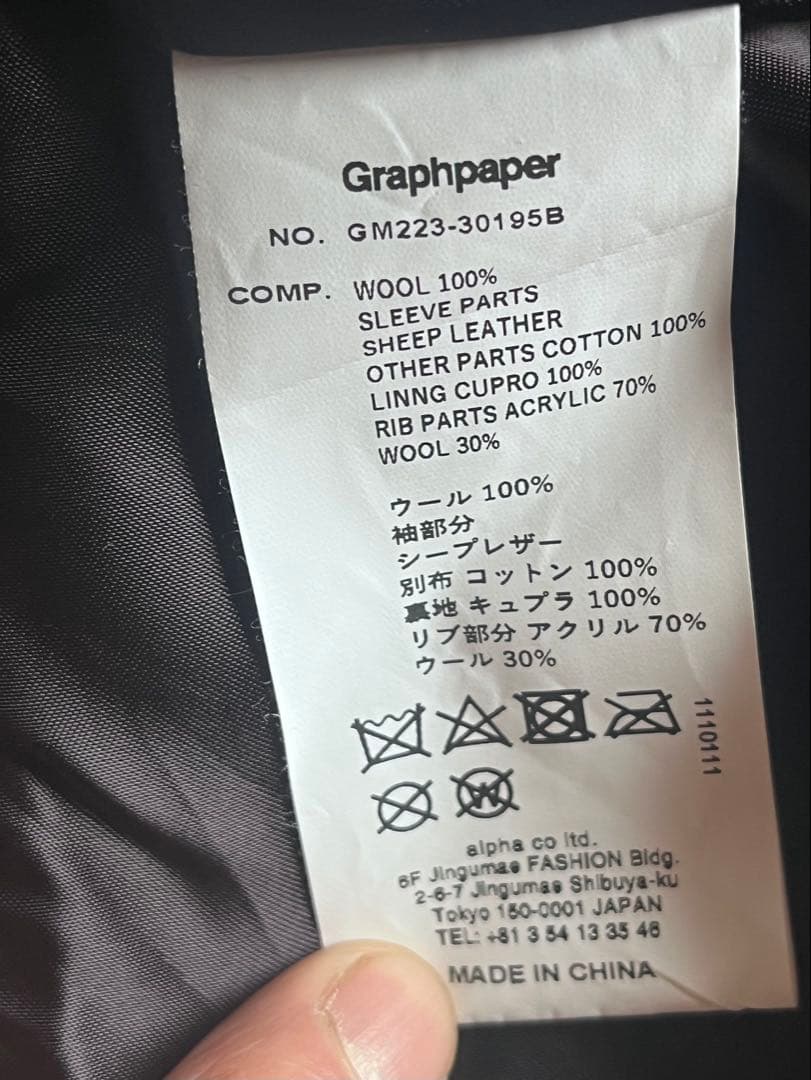 Graphpaper
NO. GM223-30195B
COMP. WOOL 100%
SLEEVE PARTS
SHEEP LEATHER
OTHER PARTS COTTON 100%
LINNG CUPRO 100%
RIB PARTS ACRYLIC 70%
WOOL 30%
ウール 100%
袖部分
シープレザー
別布 コットン 100%
裏地 キュプラ 100%
リブ部分 アクリル 70%
ウール 30%
1110111
W
alpha co ltd.
6F Jingumae FASHION Bldg.
2-6-7 Jingumae Shibuya-ku
Tokyo 150-0001 JAPAN
TEL: +81 3 54 13 35 48
MADE IN CHINA